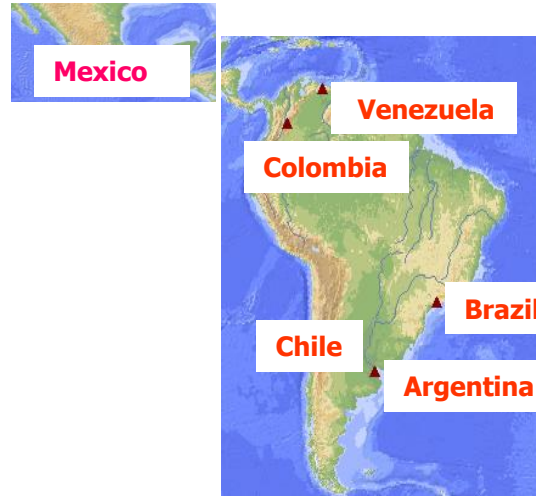 Mexico
Venezuela
Colombia
Brazil
Chile
Argentina